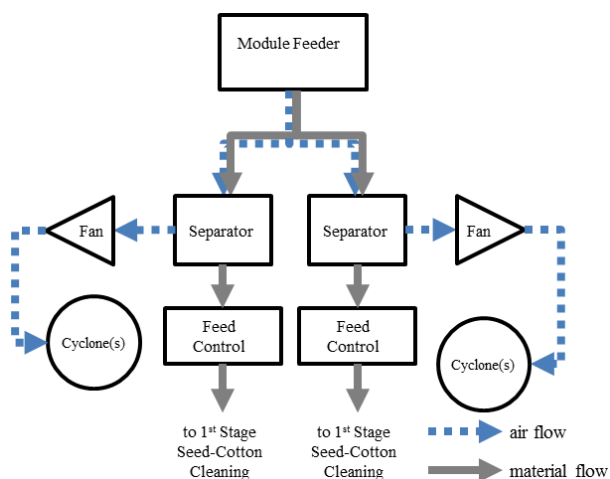 Module Feeder
Fan
Separator
Separator
Fan
Cyclone(s)
Feed
Control
Feed
Control
Cyclone(s)
to 1st Stage
Seed-Cotton
Cleaning
to 1st Stage
Seed-Cotton
Cleaning
air flow
material flow